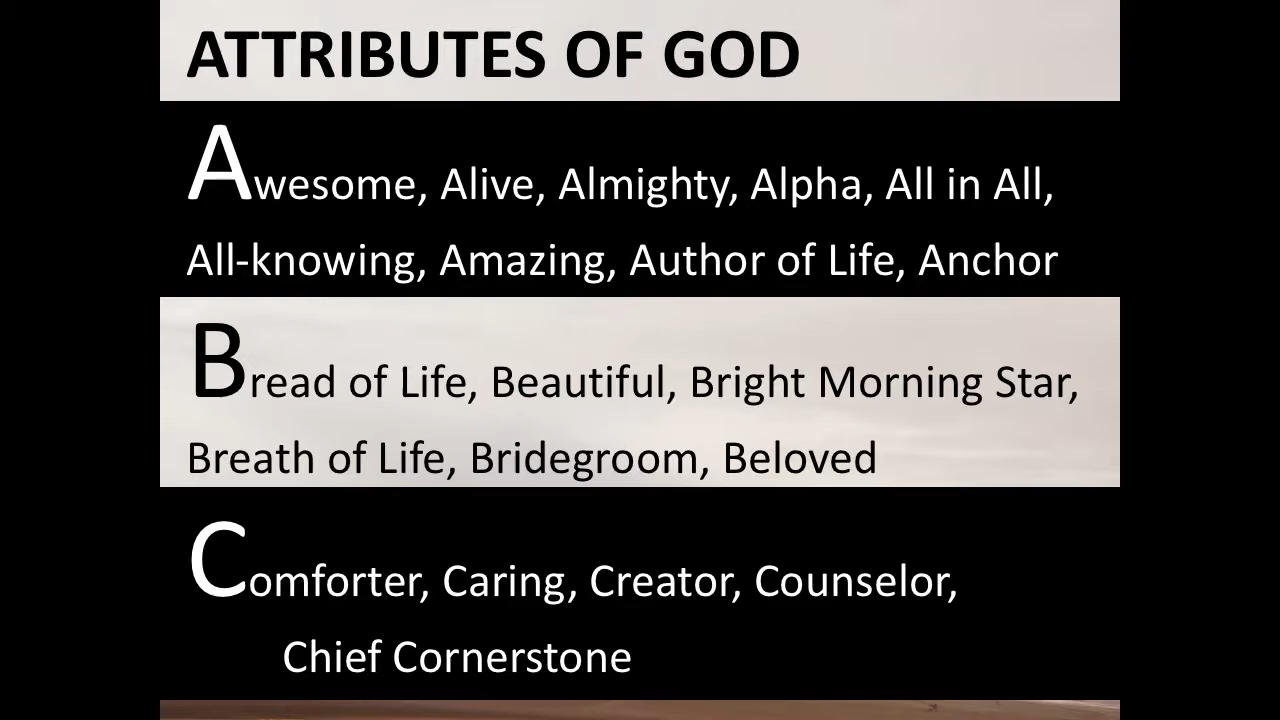 ATTRIBUTES OF GOD
Awesome, Alive, Almighty, Alpha, All in All,
All-knowing, Amazing, Author of Life, Anchor
Bread of Life, Beautiful, Bright Morning Star,
Breath of Life, Bridegroom, Beloved
Comforter, Caring, Creator, Counselor,
Chief Cornerstone